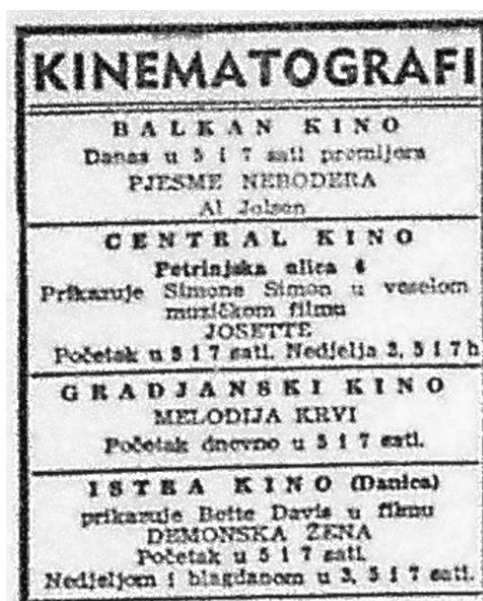 KINEMATOGRAFI
BALKAN KINO
Danas u 5 i 7 sati premijera
PJESME NEBODERA
Al Jolson
CENTRAL KINO
Petrinjska ulica 4
Prikazuje Simone Simon u veselom
muzičkom filmu
JOSETTE
Početak u 5 i 7 sati. Nedjelja 3, 5 i 7 h
GRADJANSKI KINO
MELODIJA KRVI
Početak dnevno u 5 i 7 sati.
ISTRA KINO (Danica)
prikazuje Bette Davis u filmu
DEMONSKA ŽENA
Početak u 5 i 7 sati.
Nedjeljom i blagdanom u 3, 5 i 7 sati.